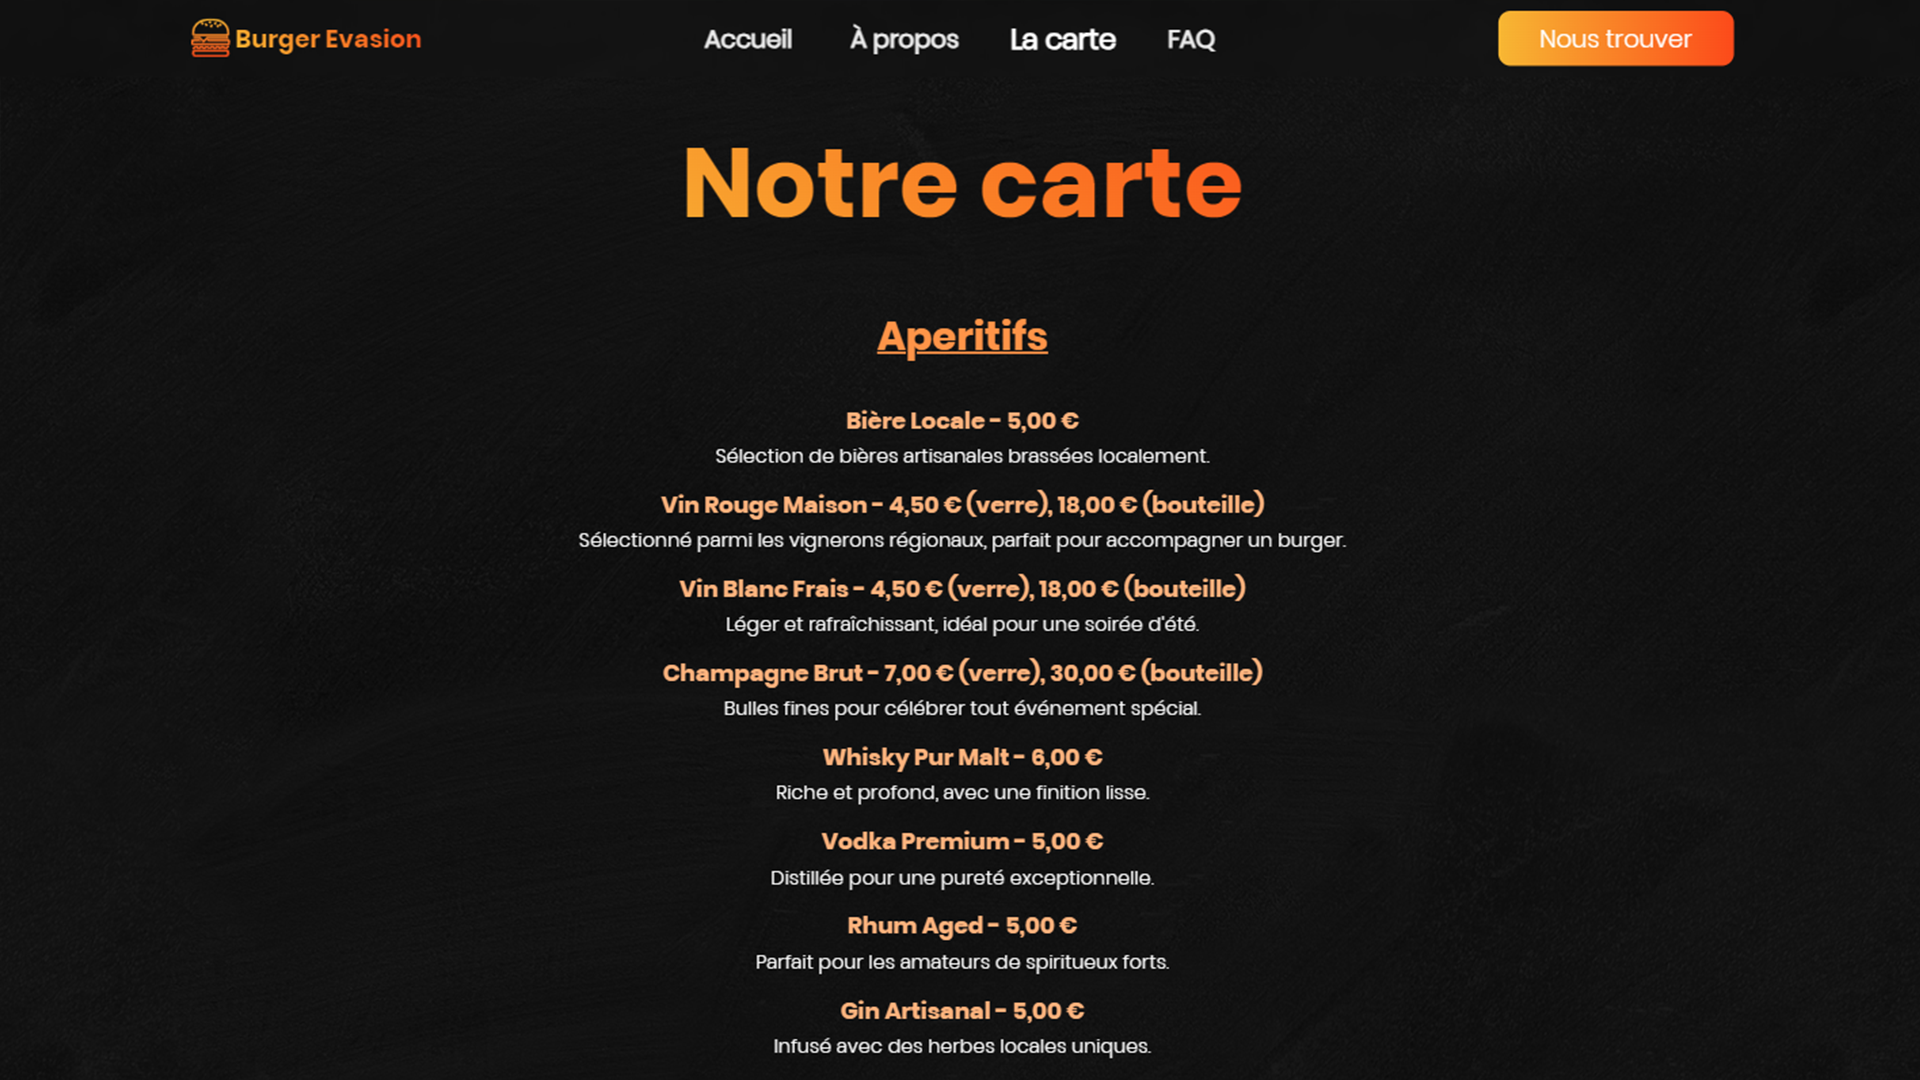 Burger Evasion
Accueil
À propos
La carte
FAQ
Nous trouver
Notre carte
Aperitifs
Bière Locale - 5,00 €
Sélection de bières artisanales brassées localement.
Vin Rouge Maison - 4,50 € (verre), 18,00 € (bouteille)
Sélectionné parmi les vignerons régionaux, parfait pour accompagner un burger.
Vin Blanc Frais - 4,50 € (verre), 18,00 € (bouteille)
Léger et rafraîchissant, idéal pour une soirée d'été.
Champagne Brut - 7,00 € (verre), 30,00 € (bouteille)
Bulles fines pour célébrer tout événement spécial.
Whisky Pur Malt - 6,00 €
Riche et profond, avec une finition lisse.
Vodka Premium - 5,00 €
Distillée pour une pureté exceptionnelle.
Rhum Aged - 5,00 €
Parfait pour les amateurs de spiritueux forts.
Gin Artisanal - 5,00 €
Infusé avec des herbes locales uniques.